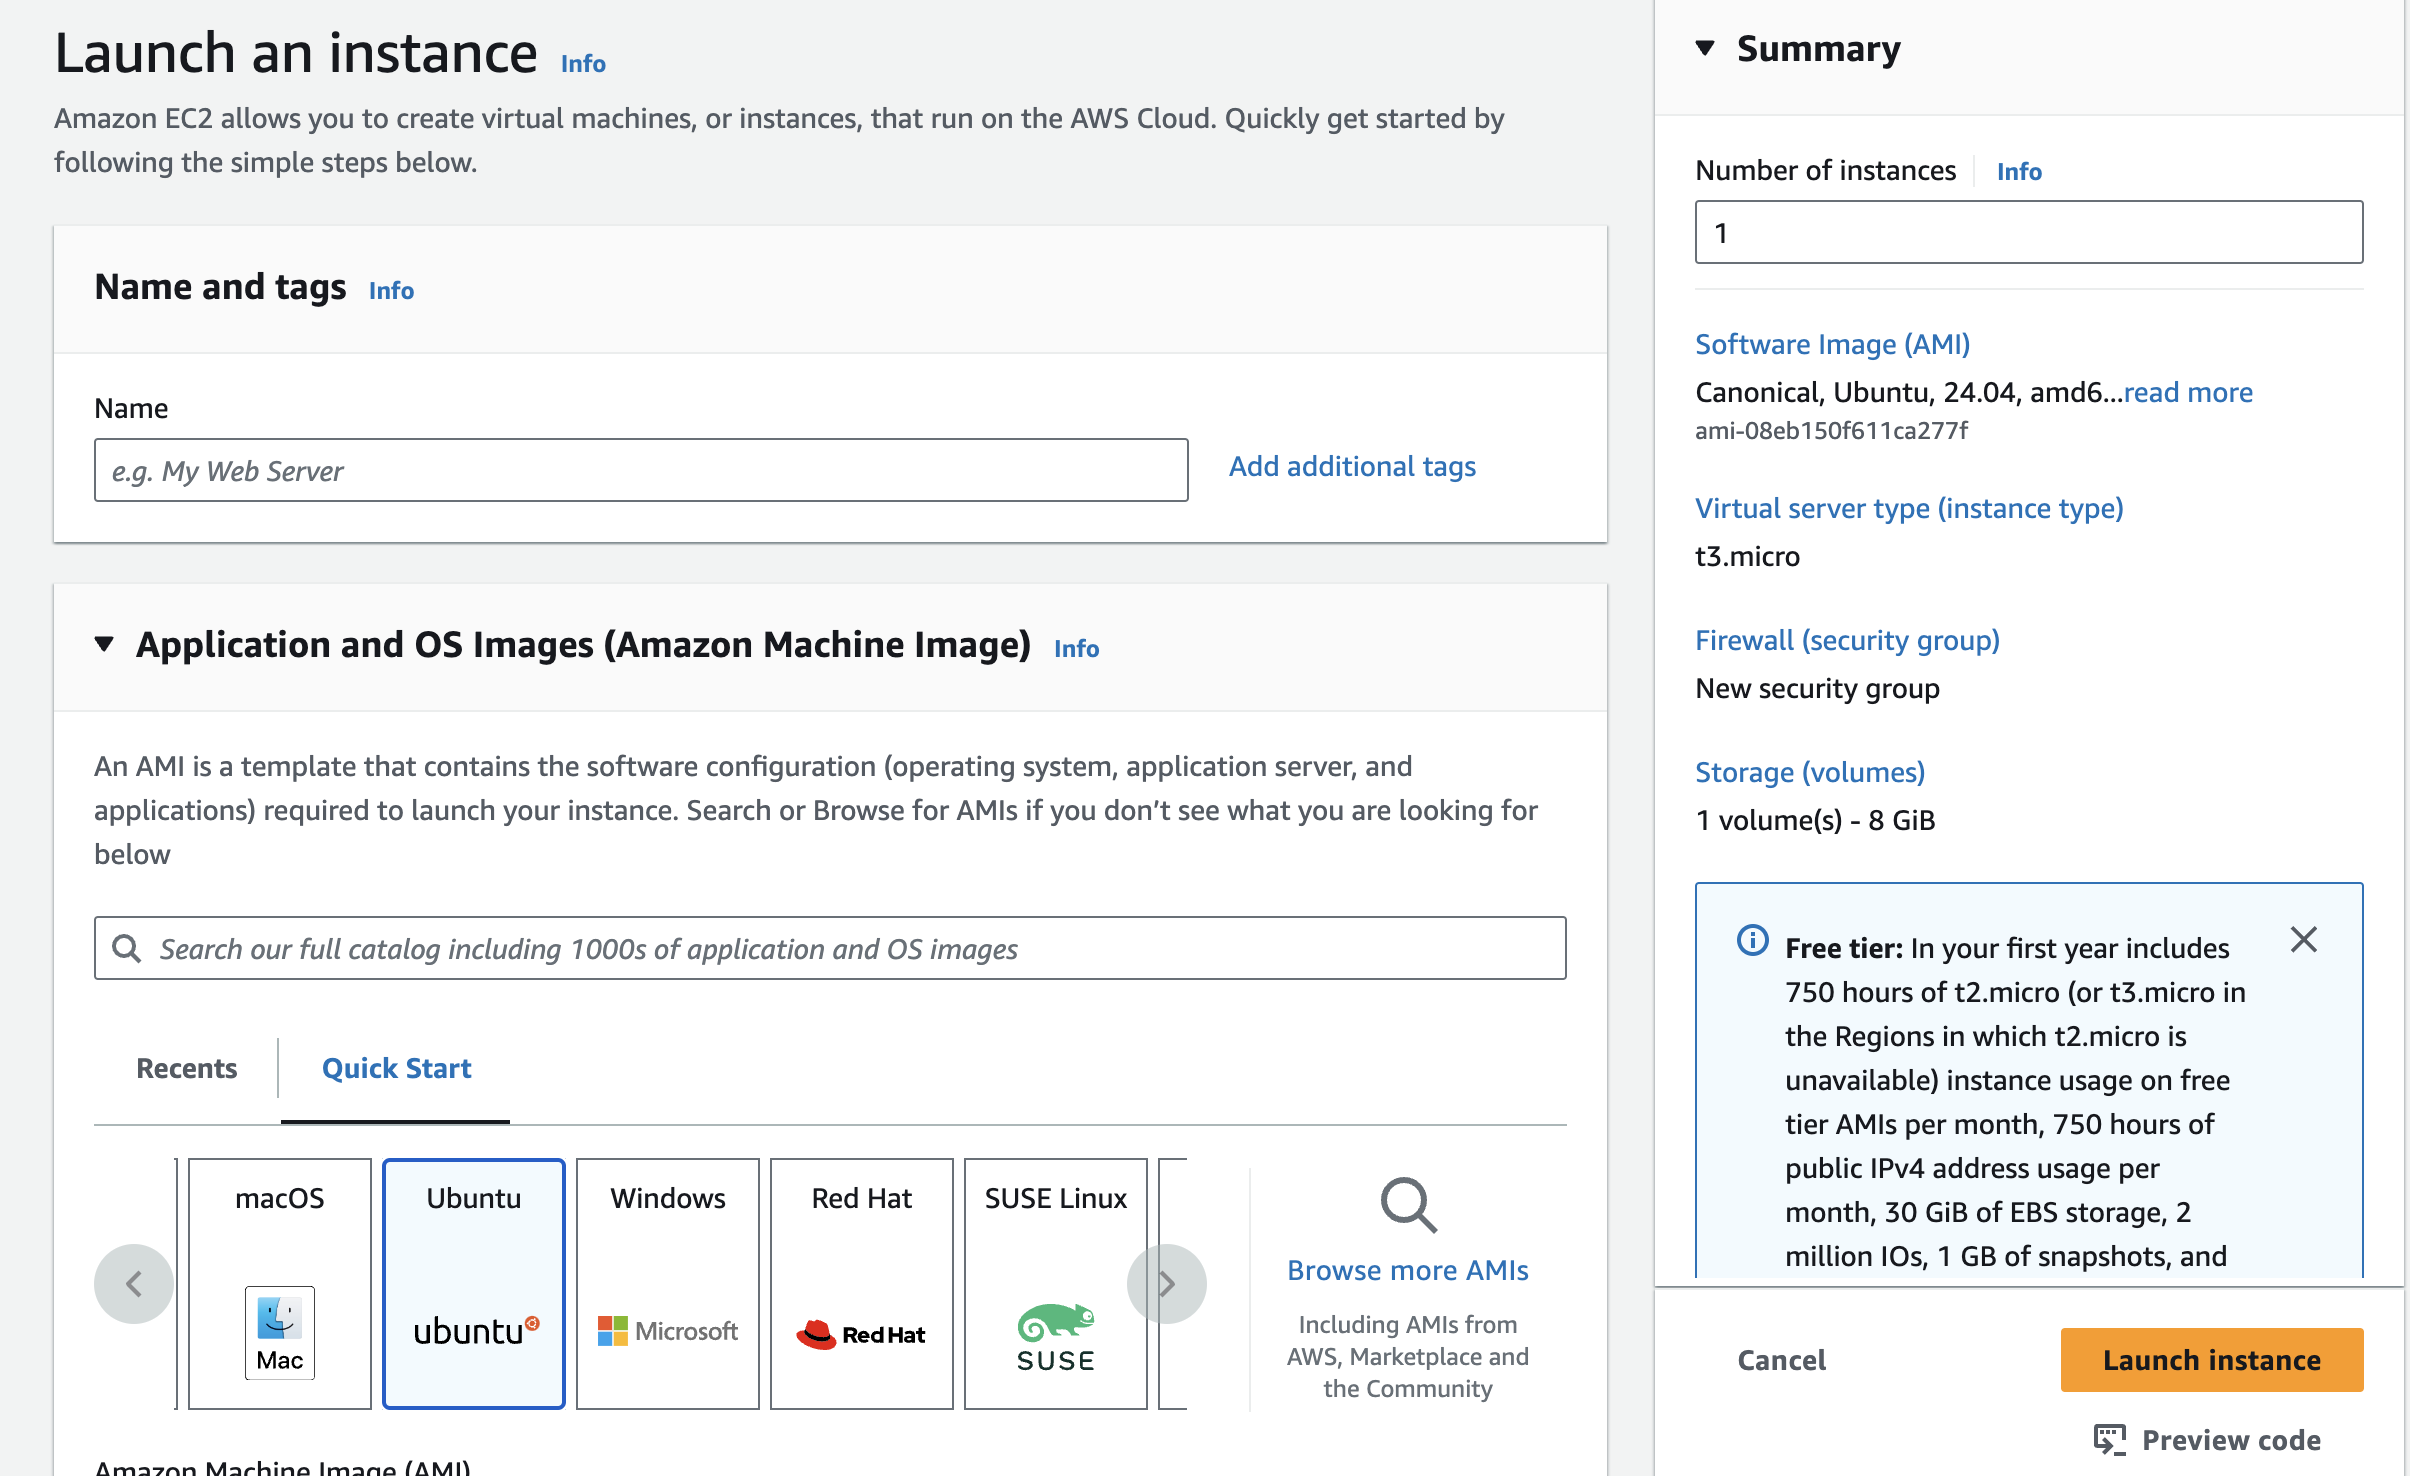 Launch an instance Info
Amazon EC2 allows you to create virtual machines, or instances, that run on the AWS Cloud. Quickly get started by
following the simple steps below.
Name and tags Info
Name
e.g. My Web Server
Add additional tags
Application and OS Images (Amazon Machine Image) Info
An AMI is a template that contains the software configuration (operating system, application server, and
applications) required to launch your instance. Search or Browse for AMIs if you don’t see what you are looking for
below
Search our full catalog including 1000s of application and OS images
Recents
Quick Start
macOS
Mac
Ubuntu
ubuntu
Windows
Microsoft
Red Hat
Red Hat
SUSE Linux
SUSE
Browse more AMIs
Including AMIs from
AWS, Marketplace and
the Community
Amazon Machine Image (AMI)
Summary
Number of instances Info
1
Software Image (AMI)
Canonical, Ubuntu, 24.04, amd6...read more
ami-08eb150f611ca277f
Virtual server type (instance type)
t3.micro
Firewall (security group)
New security group
Storage (volumes)
1 volume(s) - 8 GiB
Free tier: In your first year includes
750 hours of t2.micro (or t3.micro in
the Regions in which t2.micro is
unavailable) instance usage on free
tier AMIs per month, 750 hours of
public IPv4 address usage per
month, 30 GiB of EBS storage, 2
million IOs, 1 GB of snapshots, and
Cancel
Launch instance
Preview code